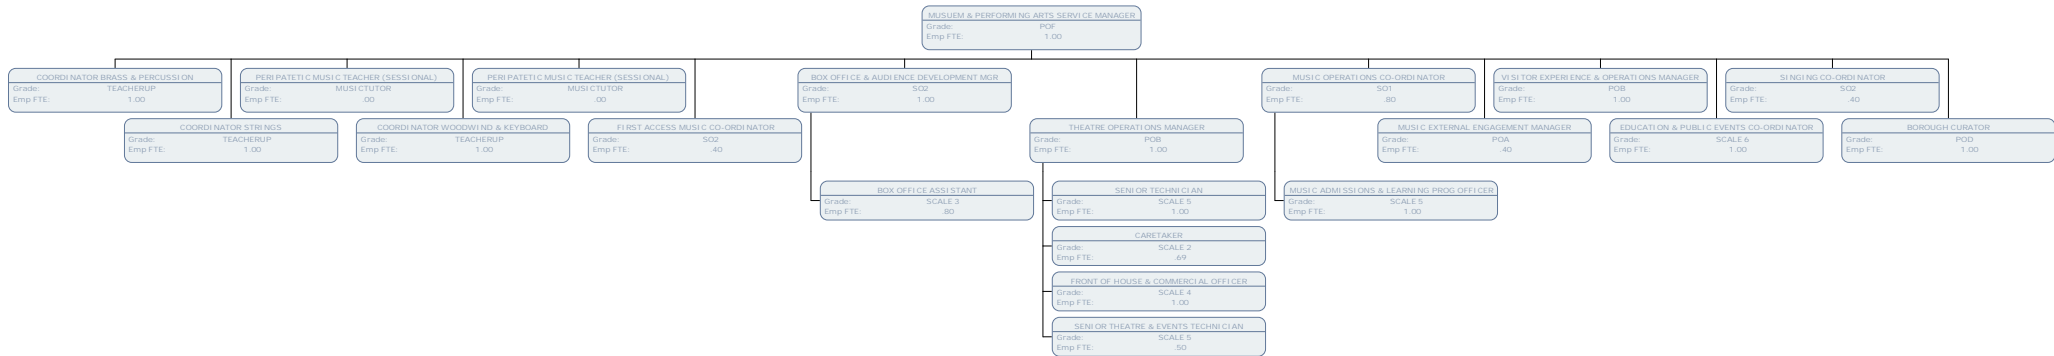 MUSUEM & PERFORMING ARTS SERVICE MANAGER
Grade: POF
Emp FTE: 1.00
COORDINATOR BRASS & PERCUSSION
Grade: TEACHERUP
Emp FTE: 1.00
PERIPATETIC MUSIC TEACHER (SESSIONAL)
Grade: MUSICTUTOR
Emp FTE: .00
PERIPATETIC MUSIC TEACHER (SESSIONAL)
Grade: MUSICTUTOR
Emp FTE: .00
BOX OFFICE & AUDIENCE DEVELOPMENT MGR
Grade: SO2
Emp FTE: 1.00
MUSIC OPERATIONS CO-ORDINATOR
Grade: SO1
Emp FTE: .80
VISITOR EXPERIENCE & OPERATIONS MANAGER
Grade: POB
Emp FTE: 1.00
SINGING CO-ORDINATOR
Grade: SO2
Emp FTE: .40
COORDINATOR STRINGS
Grade: TEACHERUP
Emp FTE: 1.00
COORDINATOR WOODWIND & KEYBOARD
Grade: TEACHERUP
Emp FTE: 1.00
FIRST ACCESS MUSIC CO-ORDINATOR
Grade: SO2
Emp FTE: .40
THEATRE OPERATIONS MANAGER
Grade: POB
Emp FTE: 1.00
MUSIC EXTERNAL ENGAGEMENT MANAGER
Grade: POA
Emp FTE: .40
EDUCATION & PUBLIC EVENTS CO-ORDINATOR
Grade: SCALE 6
Emp FTE: 1.00
BOROUGH CURATOR
Grade: POD
Emp FTE: 1.00
BOX OFFICE ASSISTANT
Grade: SCALE 3
Emp FTE: .80
SENIOR TECHNICIAN
Grade: SCALE 5
Emp FTE: 1.00
MUSIC ADMISSIONS & LEARNING PROG OFFICER
Grade: SCALE 5
Emp FTE: 1.00
CARETAKER
Grade: SCALE 2
Emp FTE: .69
FRONT OF HOUSE & COMMERCIAL OFFICER
Grade: SCALE 4
Emp FTE: 1.00
SENIOR THEATRE & EVENTS TECHNICIAN
Grade: SCALE 5
Emp FTE: .50